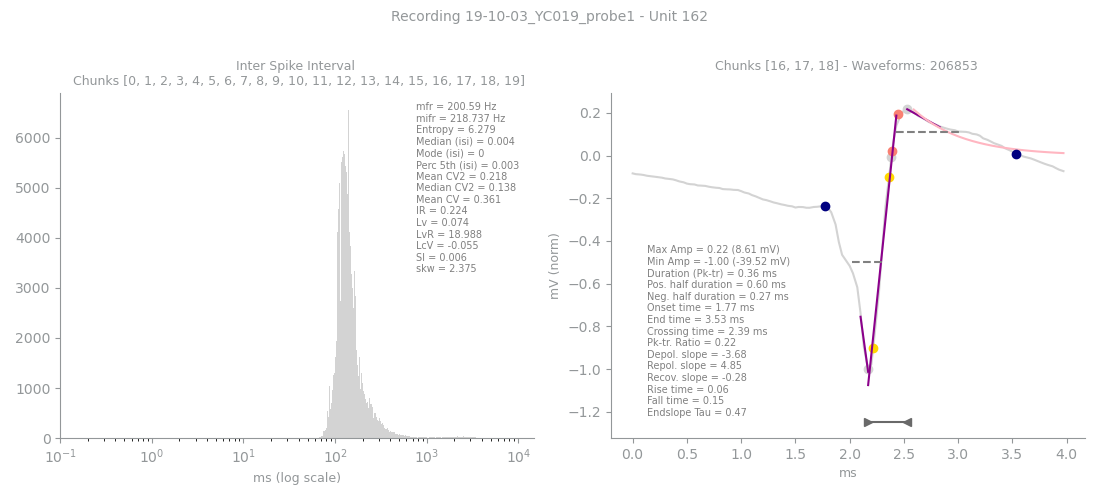 Recording 19-10-03_YC019_probe1 - Unit 162
Inter Spike Interval
Chunks [0, 1, 2, 3, 4, 5, 6, 7, 8, 9, 10, 11, 12, 13, 14, 15, 16, 17, 18, 19]
mfr = 200.59 Hz
mifr = 218.737 Hz
Entropy = 6.279
Median (isi) = 0.004
Mode (isi) = 0
Perc 5th (isi) = 0.003
Mean CV2 = 0.218
Median CV2 = 0.138
Mean CV = 0.361
IR = 0.224
Lv = 0.074
LvR = 18.988
LcV = -0.055
SI = 0.006
skw = 2.375
6000
5000
4000
3000
2000
1000
0
10⁻¹
10⁰
10¹
10²
10³
10⁴
ms (log scale)
Chunks [16, 17, 18] - Waveforms: 206853
mV (norm)
0.2
0.0
−0.2
−0.4
−0.6
−0.8
−1.0
−1.2
Max Amp = 0.22 (8.61 mV)
Min Amp = -1.00 (-39.52 mV)
Duration (Pk-tr) = 0.36 ms
Pos. half duration = 0.60 ms
Neg. half duration = 0.27 ms
Onset time = 1.77 ms
End time = 3.53 ms
Crossing time = 2.39 ms
Pk-tr. Ratio = 0.22
Depol. slope = -3.68
Repol. slope = 4.85
Recov. slope = -0.28
Rise time = 0.06
Fall time = 0.15
Endslope Tau = 0.47
0.0
0.5
1.0
1.5
2.0
2.5
3.0
3.5
4.0
ms